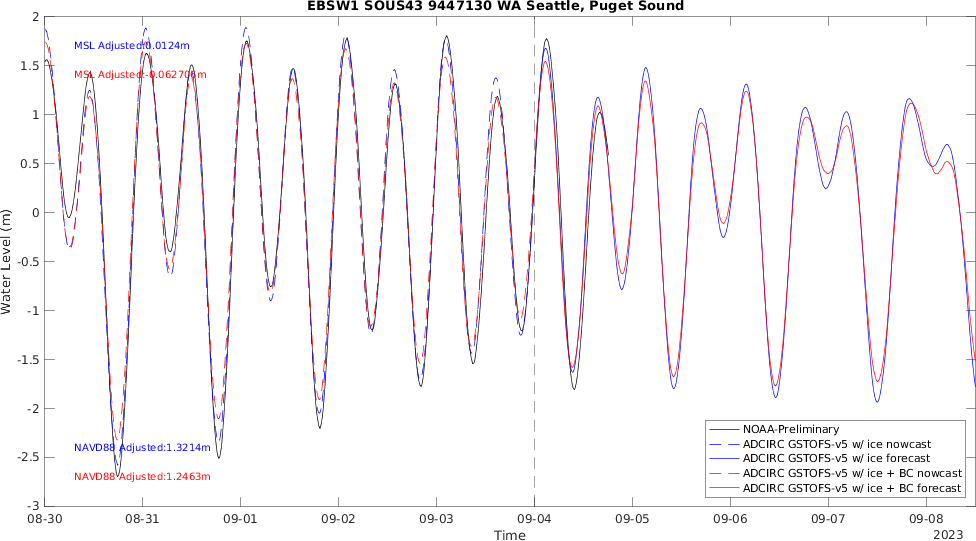 EBSW1 SOUS43 9447130 WA Seattle, Puget Sound
2
1.5
1
0.5
0
-0.5
-1
-1.5
-2
-2.5
-3
Water Level (m)
MSL Adjusted:0.0124m
MSL Adjusted:-0.062706m
NAVD88 Adjusted:1.3214m
NAVD88 Adjusted:1.2463m
NOAA-Preliminary
ADCIRC GSTOFS-v5 w/ ice nowcast
ADCIRC GSTOFS-v5 w/ ice forecast
ADCIRC GSTOFS-v5 w/ ice + BC nowcast
ADCIRC GSTOFS-v5 w/ ice + BC forecast
08-30 08-31 09-01 09-02 09-03 09-04 09-05 09-06 09-07 09-08
Time
2023